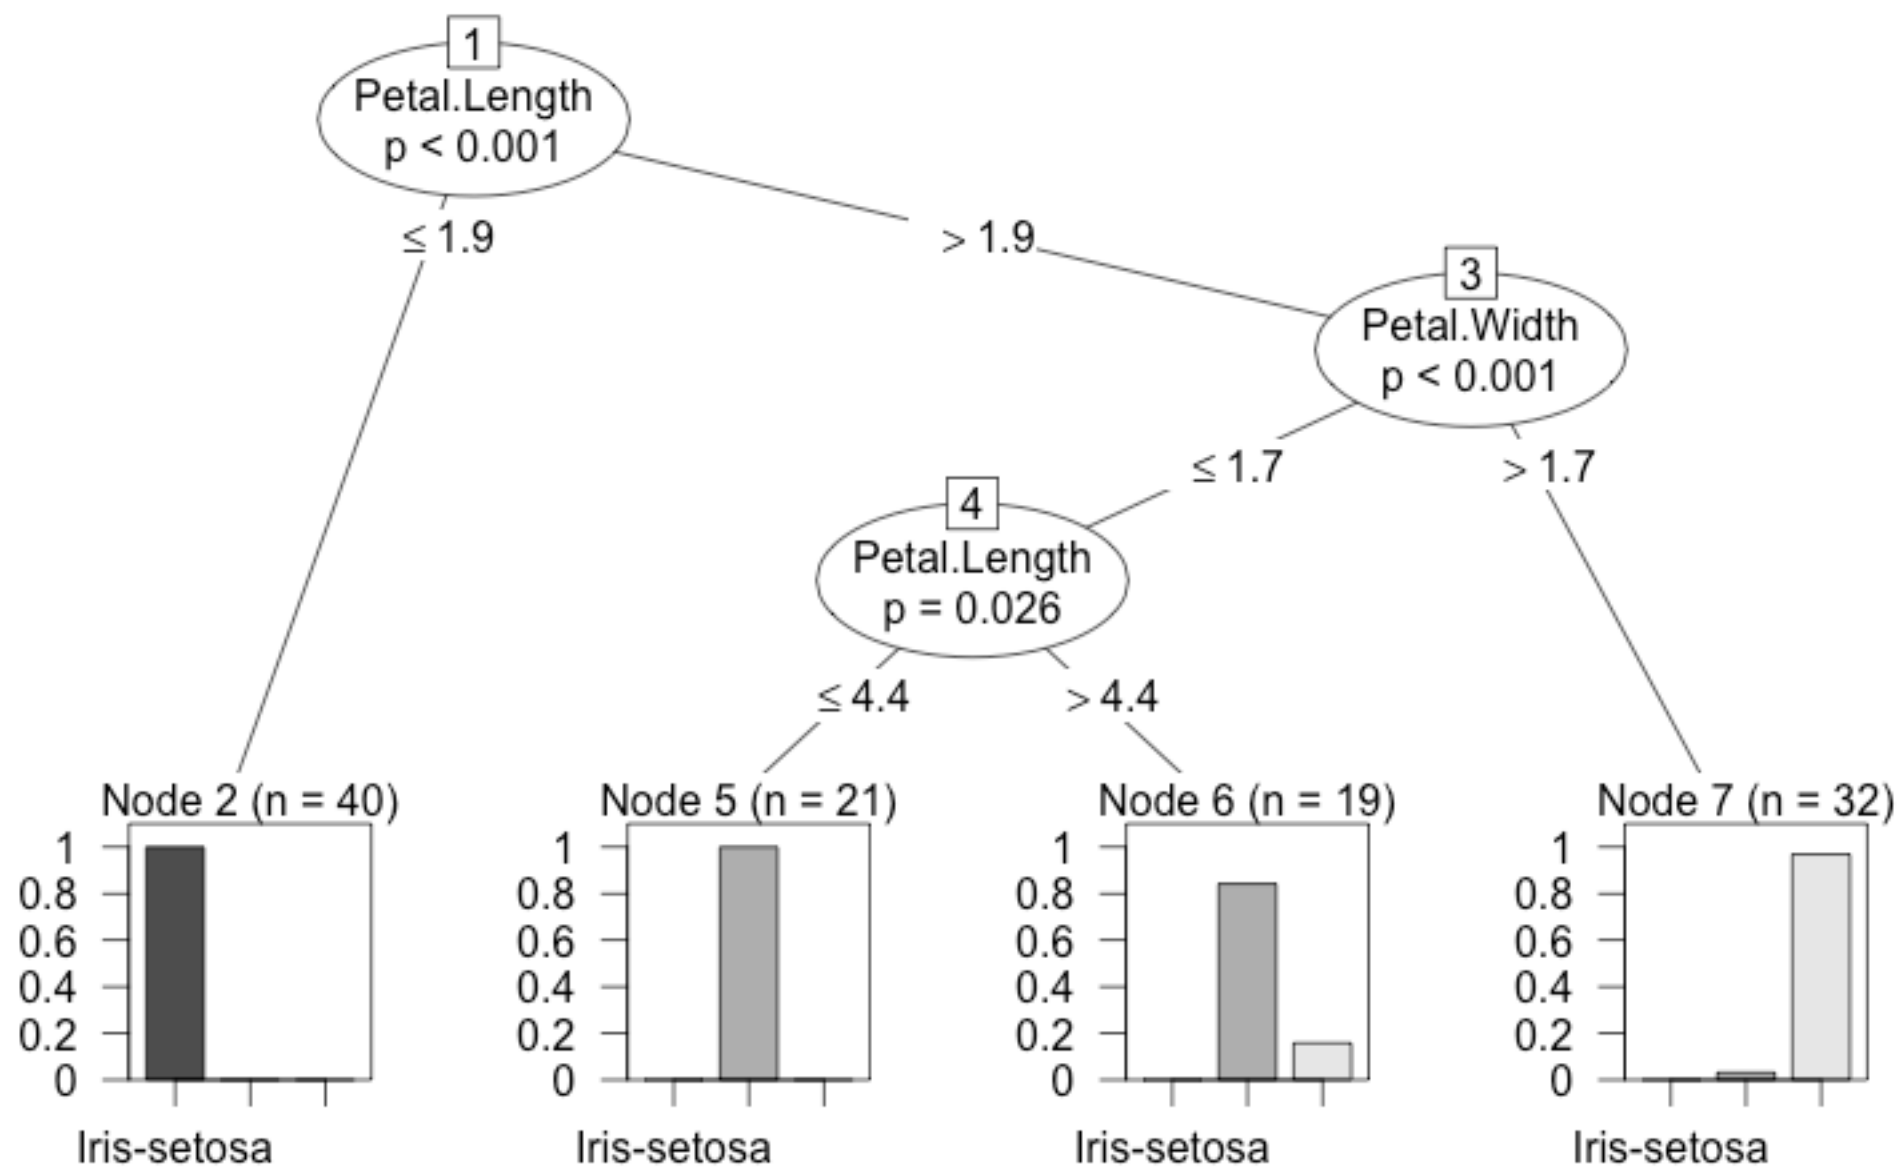 1
Petal.Length
p < 0.001
≤ 1.9
> 1.9
3
Petal.Width
p < 0.001
≤ 1.7
> 1.7
4
Petal.Length
p = 0.026
≤ 4.4
> 4.4
Node 2 (n = 40)
1
0.8
0.6
0.4
0.2
0
Iris-setosa
Node 5 (n = 21)
1
0.8
0.6
0.4
0.2
0
Iris-setosa
Node 6 (n = 19)
1
0.8
0.6
0.4
0.2
0
Iris-setosa
Node 7 (n = 32)
1
0.8
0.6
0.4
0.2
0
Iris-setosa